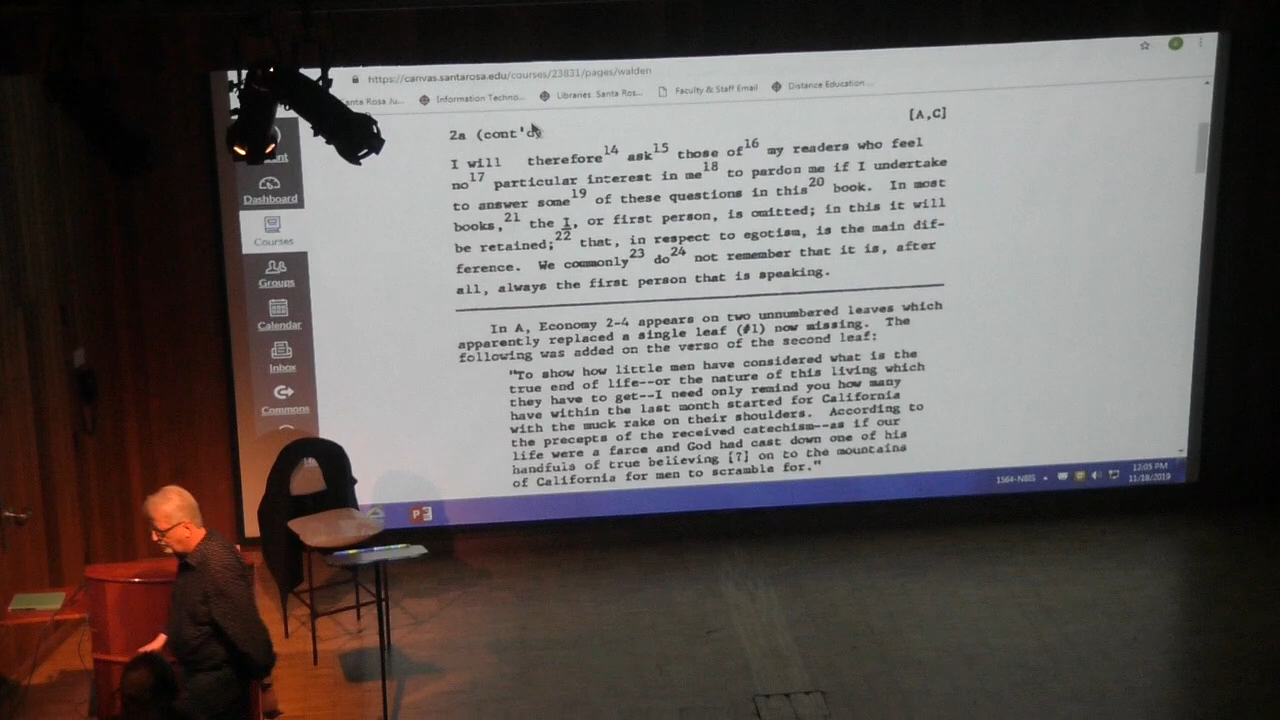 https://canvas.santarosa.edu/courses/23831/pages/walden
anta Rosa Ju... Information Techno... Libraries. Santa Ros... Faculty & Staff Email Distance Education ...
Dashboard
Courses
Groups
Calendar
Inbox
Commons
2a (cont'd) [A,C]
I will therefore14 ask15 those of16 my readers who feel
no17 particular interest in me18 to pardon me if I undertake
to answer some19 of these questions in this20 book. In most
books,21 the I, or first person, is omitted; in this it will
be retained;22 that, in respect to egotism, is the main dif-
ference. We commonly23 do24 not remember that it is, after
all, always the first person that is speaking.
In A, Economy 2-4 appears on two unnumbered leaves which
apparently replaced a single leaf (#1) now missing. The
following was added on the verso of the second leaf:
"To show how little men have considered what is the
true end of life--or the nature of this living which
they have to get--I need only remind you how many
have within the last month started for California
with the muck rake on their shoulders. According to
the precepts of the received catechism--as if our
life were a farce and God had cast down one of his
handfuls of true believing [?] on to the mountains
of California for men to scramble for."
1564-N8IS
12:05 PM
11/18/2019